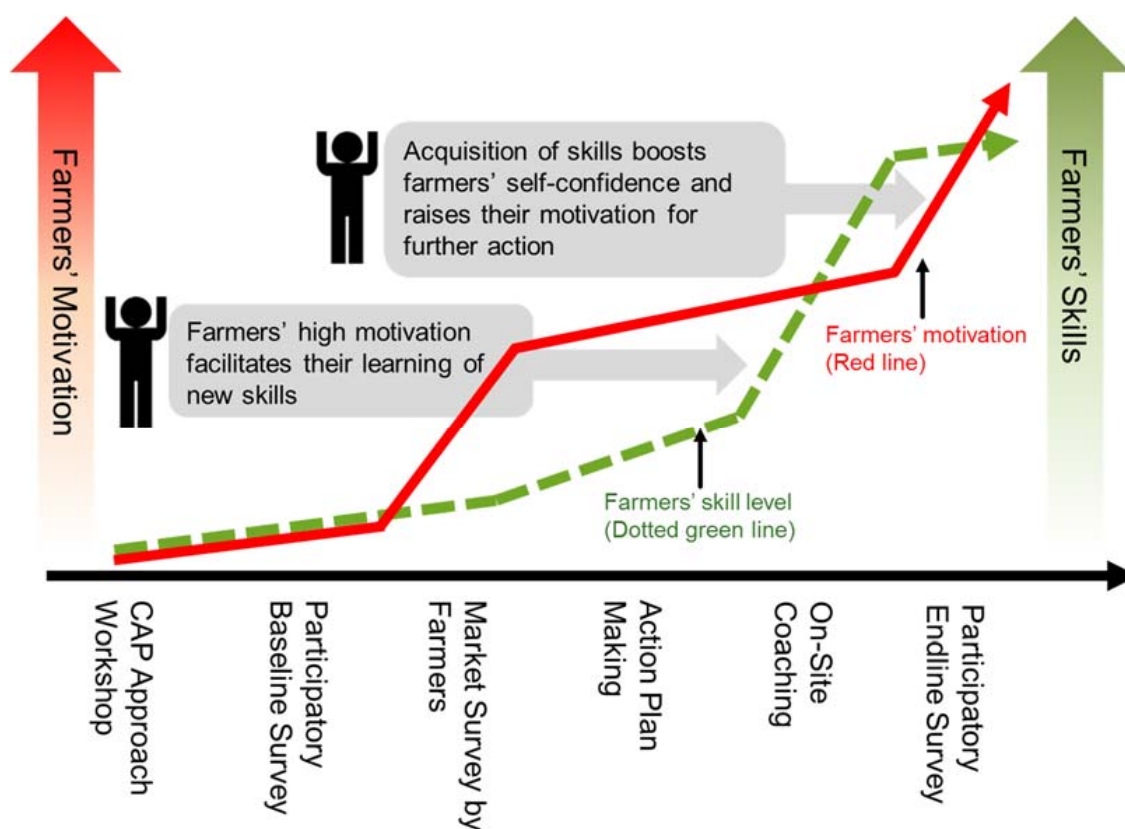 Farmers' Motivation
Acquisition of skills boosts
farmers' self-confidence and
raises their motivation for
further action
Farmers' high motivation
facilitates their learning of
new skills
Farmers' motivation
(Red line)
Farmers' skill level
(Dotted green line)
Farmers' Skills
CAP Approach
Workshop
Participatory
Baseline Survey
Market Survey by
Farmers
Action Plan
Making
On-Site
Coaching
Participatory
Endline Survey